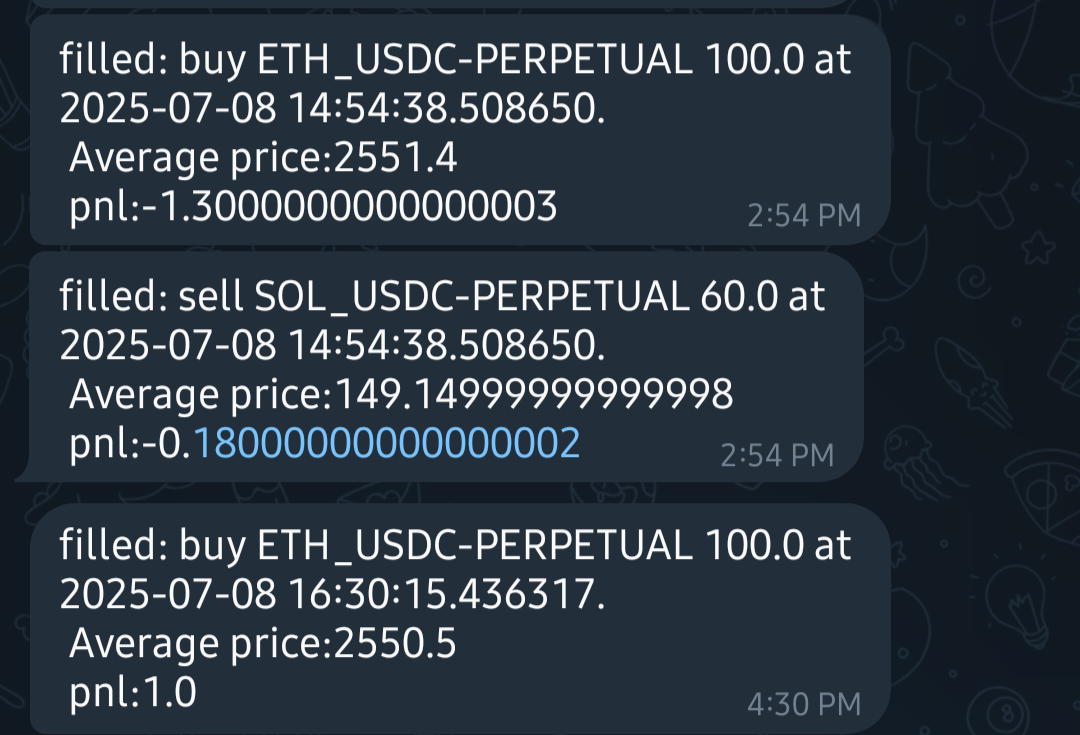 filled: buy ETH_USDC-PERPETUAL 100.0 at
2025-07-08 14:54:38.508650.
Average price:2551.4
pnl:-1.3000000000000003
2:54 PM
filled: sell SOL_USDC-PERPETUAL 60.0 at
2025-07-08 14:54:38.508650.
Average price:149.14999999999998
pnl:-0.18000000000000002
2:54 PM
filled: buy ETH_USDC-PERPETUAL 100.0 at
2025-07-08 16:30:15.436317.
Average price:2550.5
pnl:1.0
4:30 PM